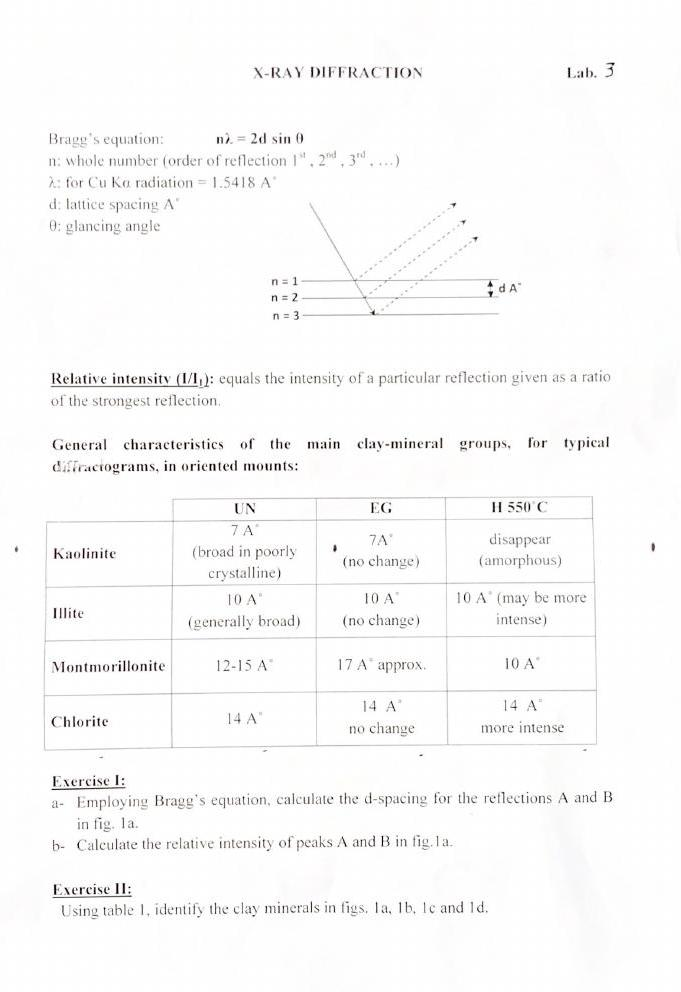 X-RAY DIFFRACTION Lab. 3
Bragg's equation: nλ = 2d sin θ
n: whole number (order of reflection 1st , 2nd , 3rd , ...)
λ: for Cu Kα radiation = 1.5418 A°
d: lattice spacing A°
θ: glancing angle
n = 1
n = 2
n = 3
d A°
Relative intensity (I/I₁): equals the intensity of a particular reflection given as a ratio
of the strongest reflection.
General characteristics of the main clay-mineral groups, for typical
diffractograms, in oriented mounts:
UN EG H 550°C
Kaolinite
7 A°
(broad in poorly
crystalline)
7A°
(no change)
disappear
(amorphous)
Illite
10 A°
(generally broad)
10 A°
(no change)
10 A° (may be more
intense)
Montmorillonite 12-15 A° 17 A° approx. 10 A°
Chlorite
14 A°
14 A°
no change
14 A°
more intense
Exercise I:
a- Employing Bragg's equation, calculate the d-spacing for the reflections A and B
in fig. 1a.
b- Calculate the relative intensity of peaks A and B in fig.1a.
Exercise II:
Using table 1, identify the clay minerals in figs. 1a, 1b, 1c and 1d.